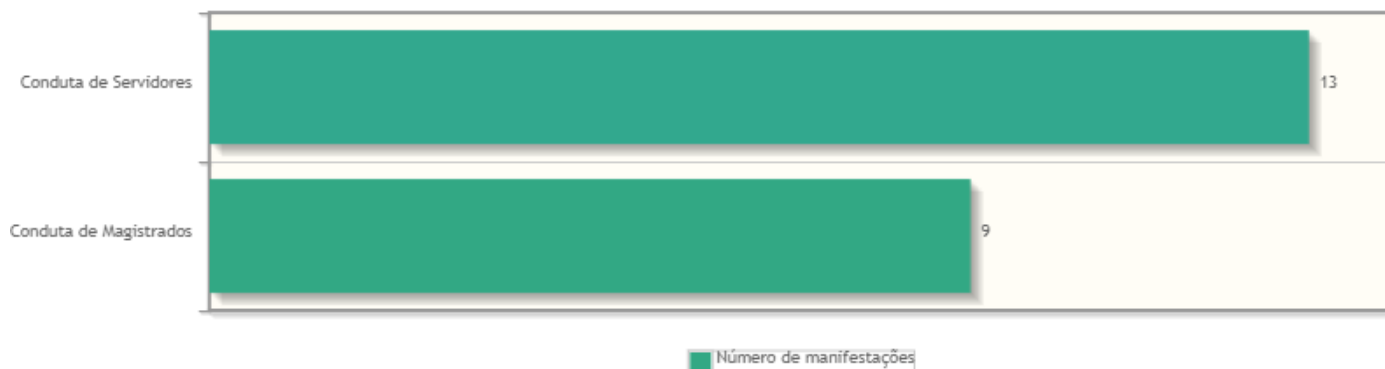 Conduta de Servidores
13
Conduta de Magistrados
9
Número de manifestações